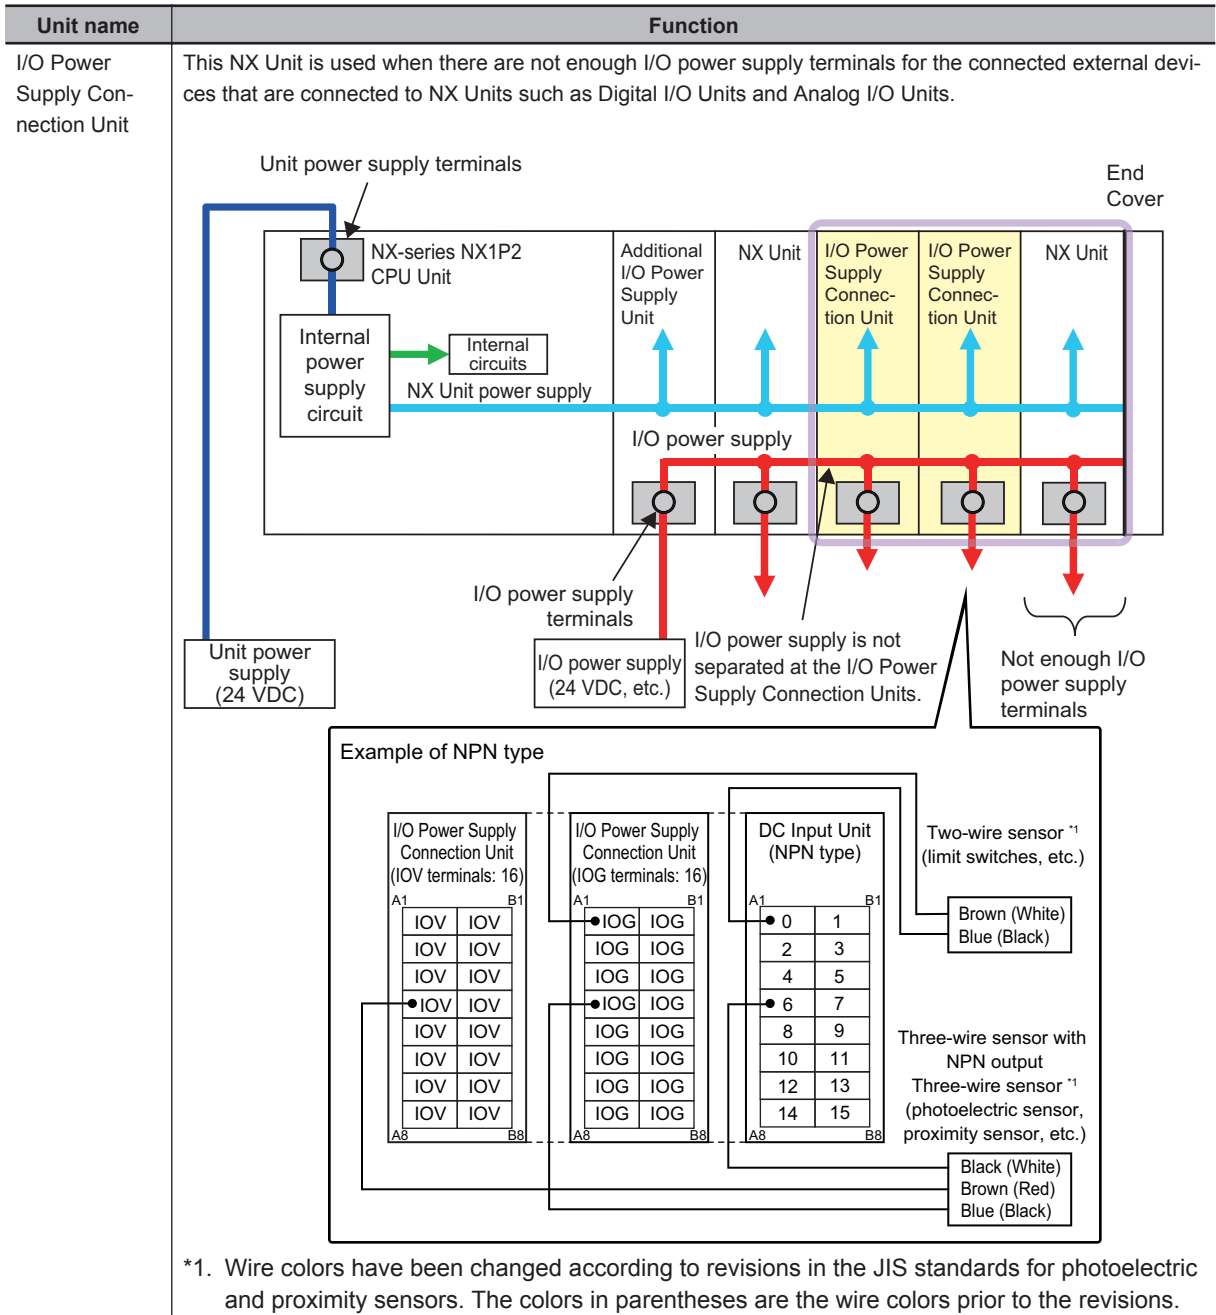 Unit name
Function
I/O Power
Supply Con-
nection Unit
This NX Unit is used when there are not enough I/O power supply terminals for the connected external devi-
ces that are connected to NX Units such as Digital I/O Units and Analog I/O Units.
Unit power supply terminals
End
Cover
NX-series NX1P2
CPU Unit
Additional
I/O Power
Supply
Unit
NX Unit
I/O Power
Supply
Connec-
tion Unit
I/O Power
Supply
Connec-
tion Unit
NX Unit
Internal
power
supply
circuit
Internal
circuits
NX Unit power supply
I/O power supply
I/O power supply
terminals
Unit power
supply
(24 VDC)
I/O power supply
(24 VDC, etc.)
I/O power supply is not
separated at the I/O Power
Supply Connection Units.
Not enough I/O
power supply
terminals
Example of NPN type
I/O Power Supply
Connection Unit
(IOV terminals: 16)
A1 B1
IOV IOV
IOV IOV
IOV IOV
IOV IOV
IOV IOV
IOV IOV
IOV IOV
IOV IOV
A8 B8
I/O Power Supply
Connection Unit
(IOG terminals: 16)
A1 B1
IOG IOG
IOG IOG
IOG IOG
IOG IOG
IOG IOG
IOG IOG
IOG IOG
IOG IOG
A8 B8
DC Input Unit
(NPN type)
A1 B1
0 1
2 3
4 5
6 7
8 9
10 11
12 13
14 15
A8 B8
Two-wire sensor *1
(limit switches, etc.)
Brown (White)
Blue (Black)
Three-wire sensor with
NPN output
Three-wire sensor *1
(photoelectric sensor,
proximity sensor, etc.)
Black (White)
Brown (Red)
Blue (Black)
*1. Wire colors have been changed according to revisions in the JIS standards for photoelectric
and proximity sensors. The colors in parentheses are the wire colors prior to the revisions.